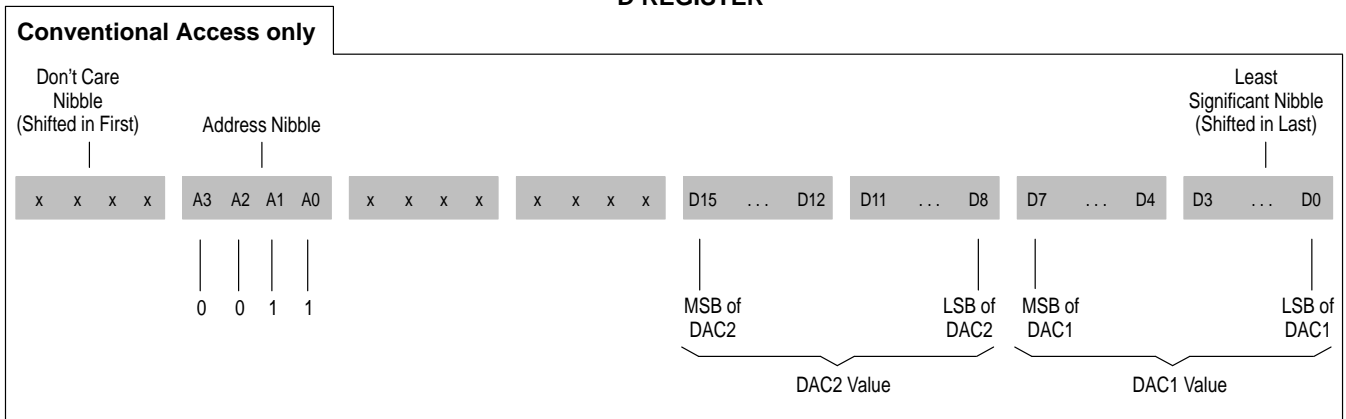 D REGISTER
Conventional Access only
Don't Care
Nibble
(Shifted in First)
Address Nibble
Least
Significant Nibble
(Shifted in Last)
x x x x A3 A2 A1 A0 x x x x x x x x D15 ... D12 D11 ... D8 D7 ... D4 D3 ... D0
0 0 1 1
MSB of
DAC2
LSB of
DAC2
MSB of
DAC1
LSB of
DAC1
DAC2 Value
DAC1 Value